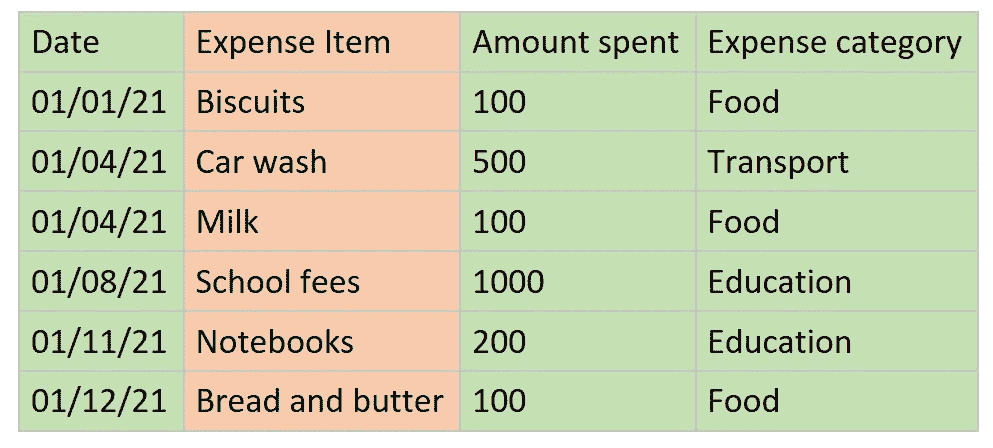 Date Expense Item Amount spent Expense category
01/01/21 Biscuits 100 Food
01/04/21 Car wash 500 Transport
01/04/21 Milk 100 Food
01/08/21 School fees 1000 Education
01/11/21 Notebooks 200 Education
01/12/21 Bread and butter 100 Food